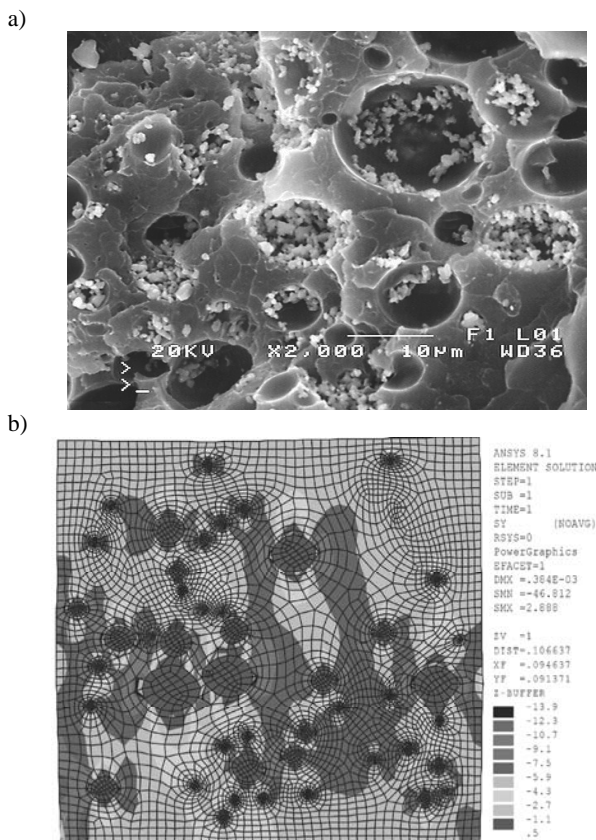 a)
F1 L01
20KV X2,000 10µm WD36
>
>_
b)
ANSYS 8.1
ELEMENT SOLUTION
STEP=1
SUB =1
TIME=1
SY (NOAVG)
RSYS=0
PowerGraphics
EFACET=1
DMX =.384E-03
SMN =-46.812
SMX =2.888
ZV =1
DIST=.106637
XF =.094637
YF =.091371
Z-BUFFER
-13.9
-12.3
-10.7
-9.1
-7.5
-5.9
-4.3
-2.7
-1.1
.5